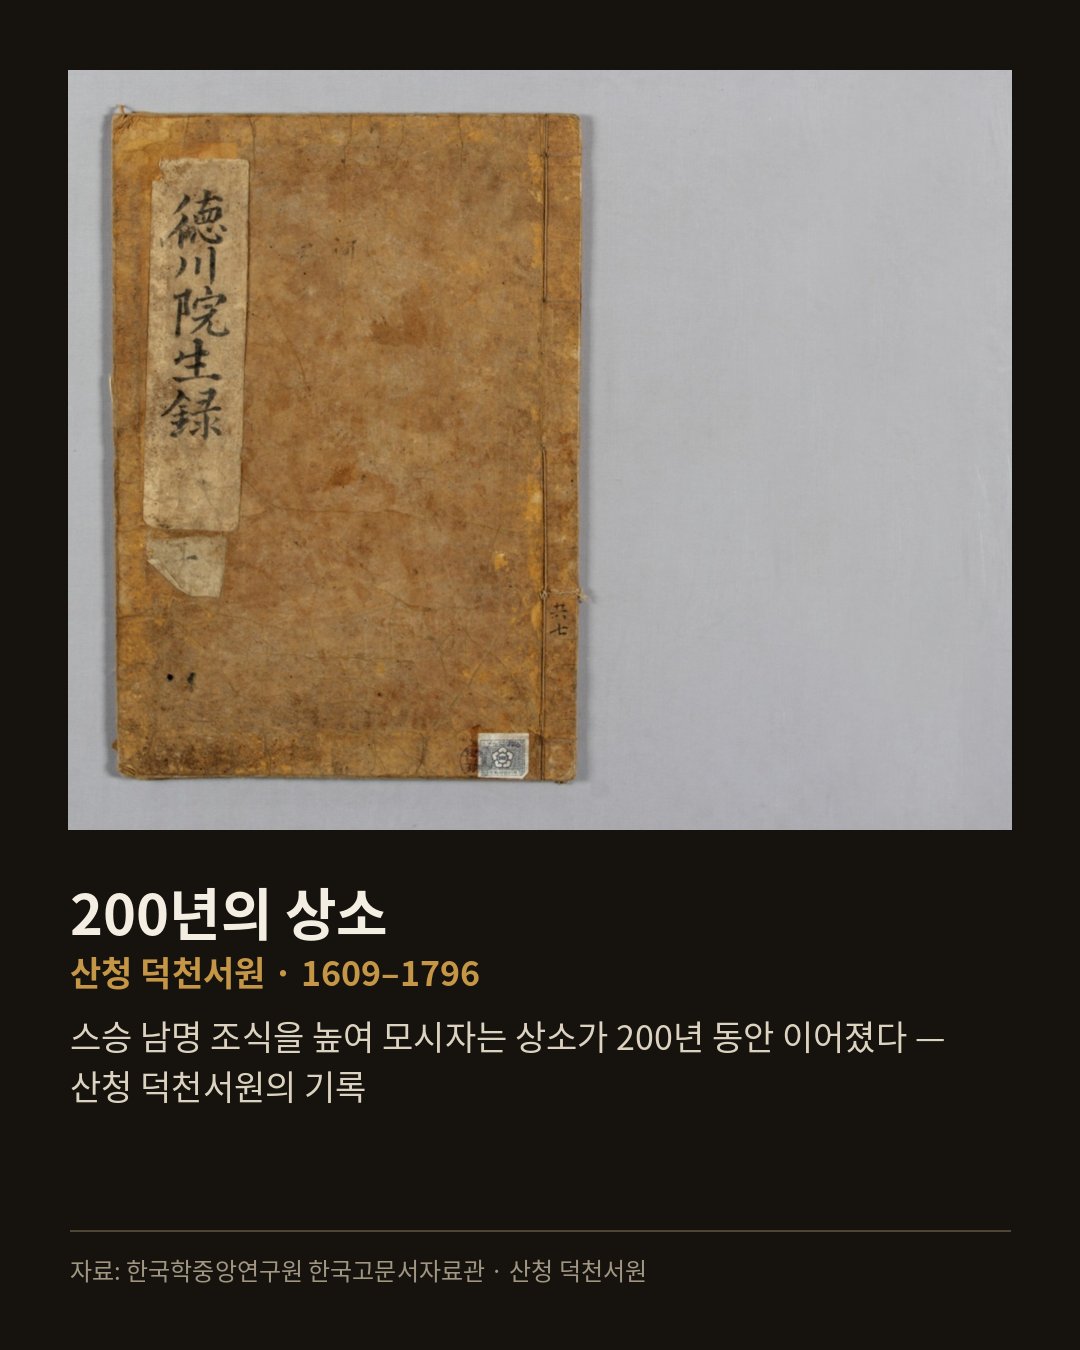 德川院生録
共七
200년의 상소
산청 덕천서원 · 1609–1796
스승 남명 조식을 높여 모시자는 상소가 200년 동안 이어졌다 —
산청 덕천서원의 기록
자료: 한국학중앙연구원 한국고문서자료관 · 산청 덕천서원